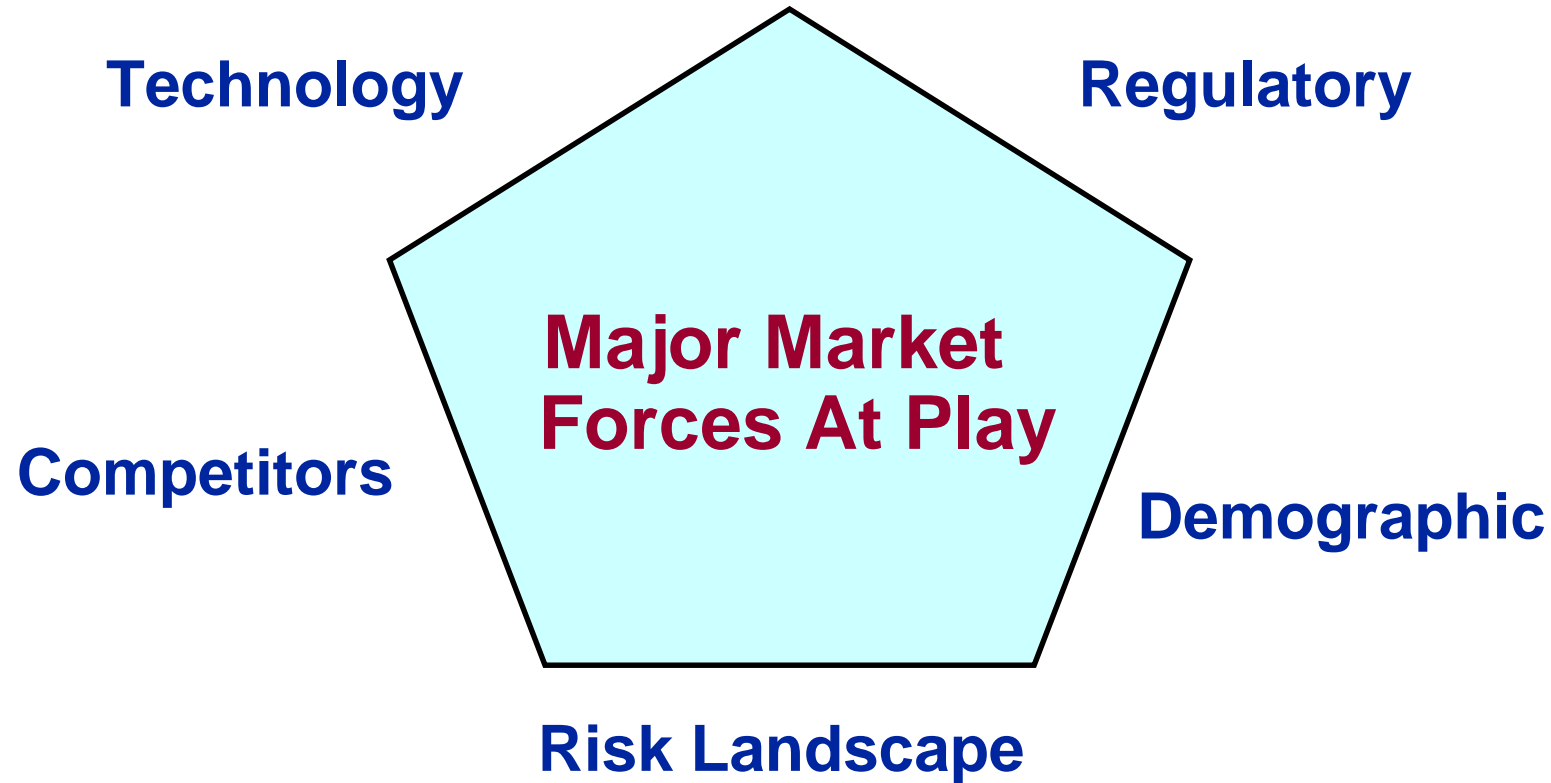 Technology
Regulatory
Major Market
Forces At Play
Competitors
Demographic
Risk Landscape